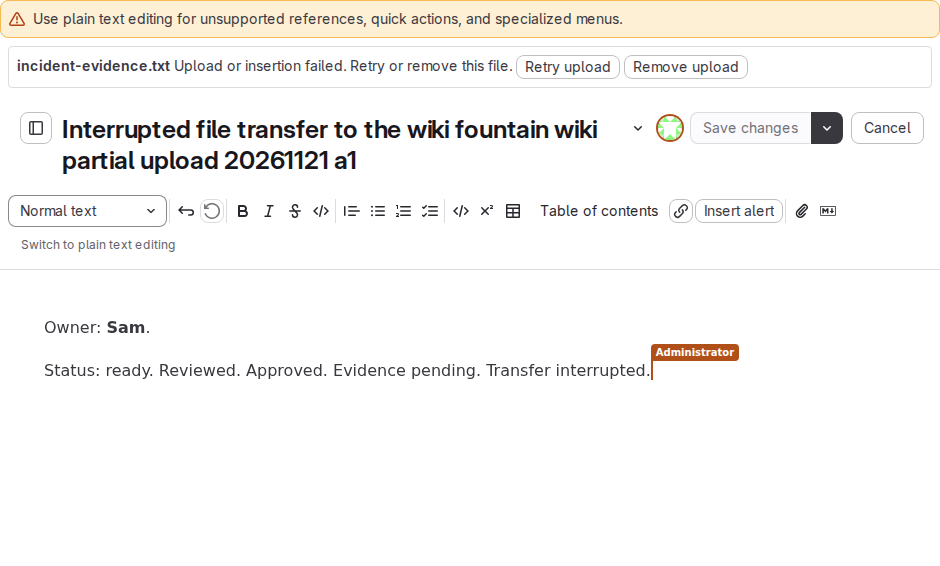 Use plain text editing for unsupported references, quick actions, and specialized menus.
incident-evidence.txt Upload or insertion failed. Retry or remove this file. Retry upload Remove upload
Interrupted file transfer to the wiki fountain wiki
partial upload 20261121 a1
Save changes Cancel
Normal text Table of contents Insert alert
Switch to plain text editing
Owner: Sam.
Administrator
Status: ready. Reviewed. Approved. Evidence pending. Transfer interrupted.